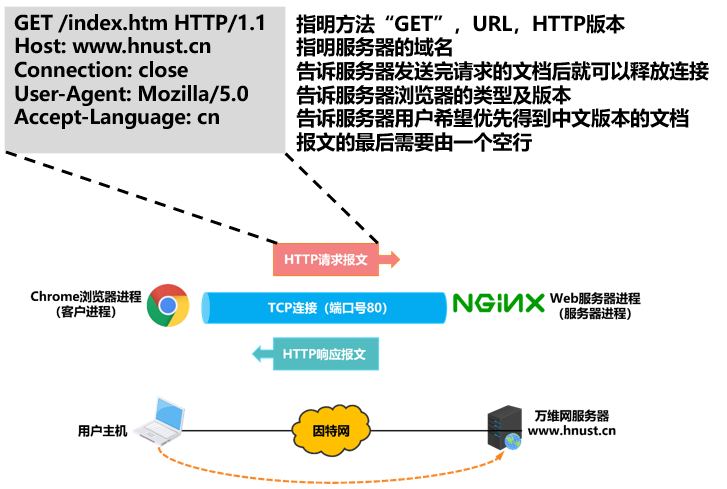 GET /index.htm HTTP/1.1
Host: www.hnust.cn
Connection: close
User-Agent: Mozilla/5.0
Accept-Language: cn
指明方法“GET”，URL，HTTP版本
指明服务器的域名
告诉服务器发送完请求的文档后就可以释放连接
告诉服务器浏览器的类型及版本
告诉服务器用户希望优先得到中文版本的文档
报文的最后需要由一个空行
HTTP请求报文
Chrome浏览器进程
（客户进程）
TCP连接（端口号80）
NGINX
Web服务器进程
（服务器进程）
HTTP响应报文
用户主机
因特网
万维网服务器
www.hnust.cn